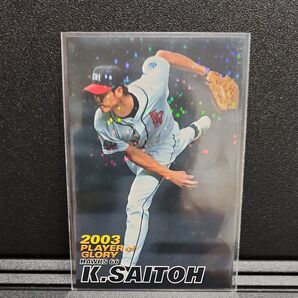 2003
PLAYER OF
GLORY
HAWKS 66
K.SAITOH